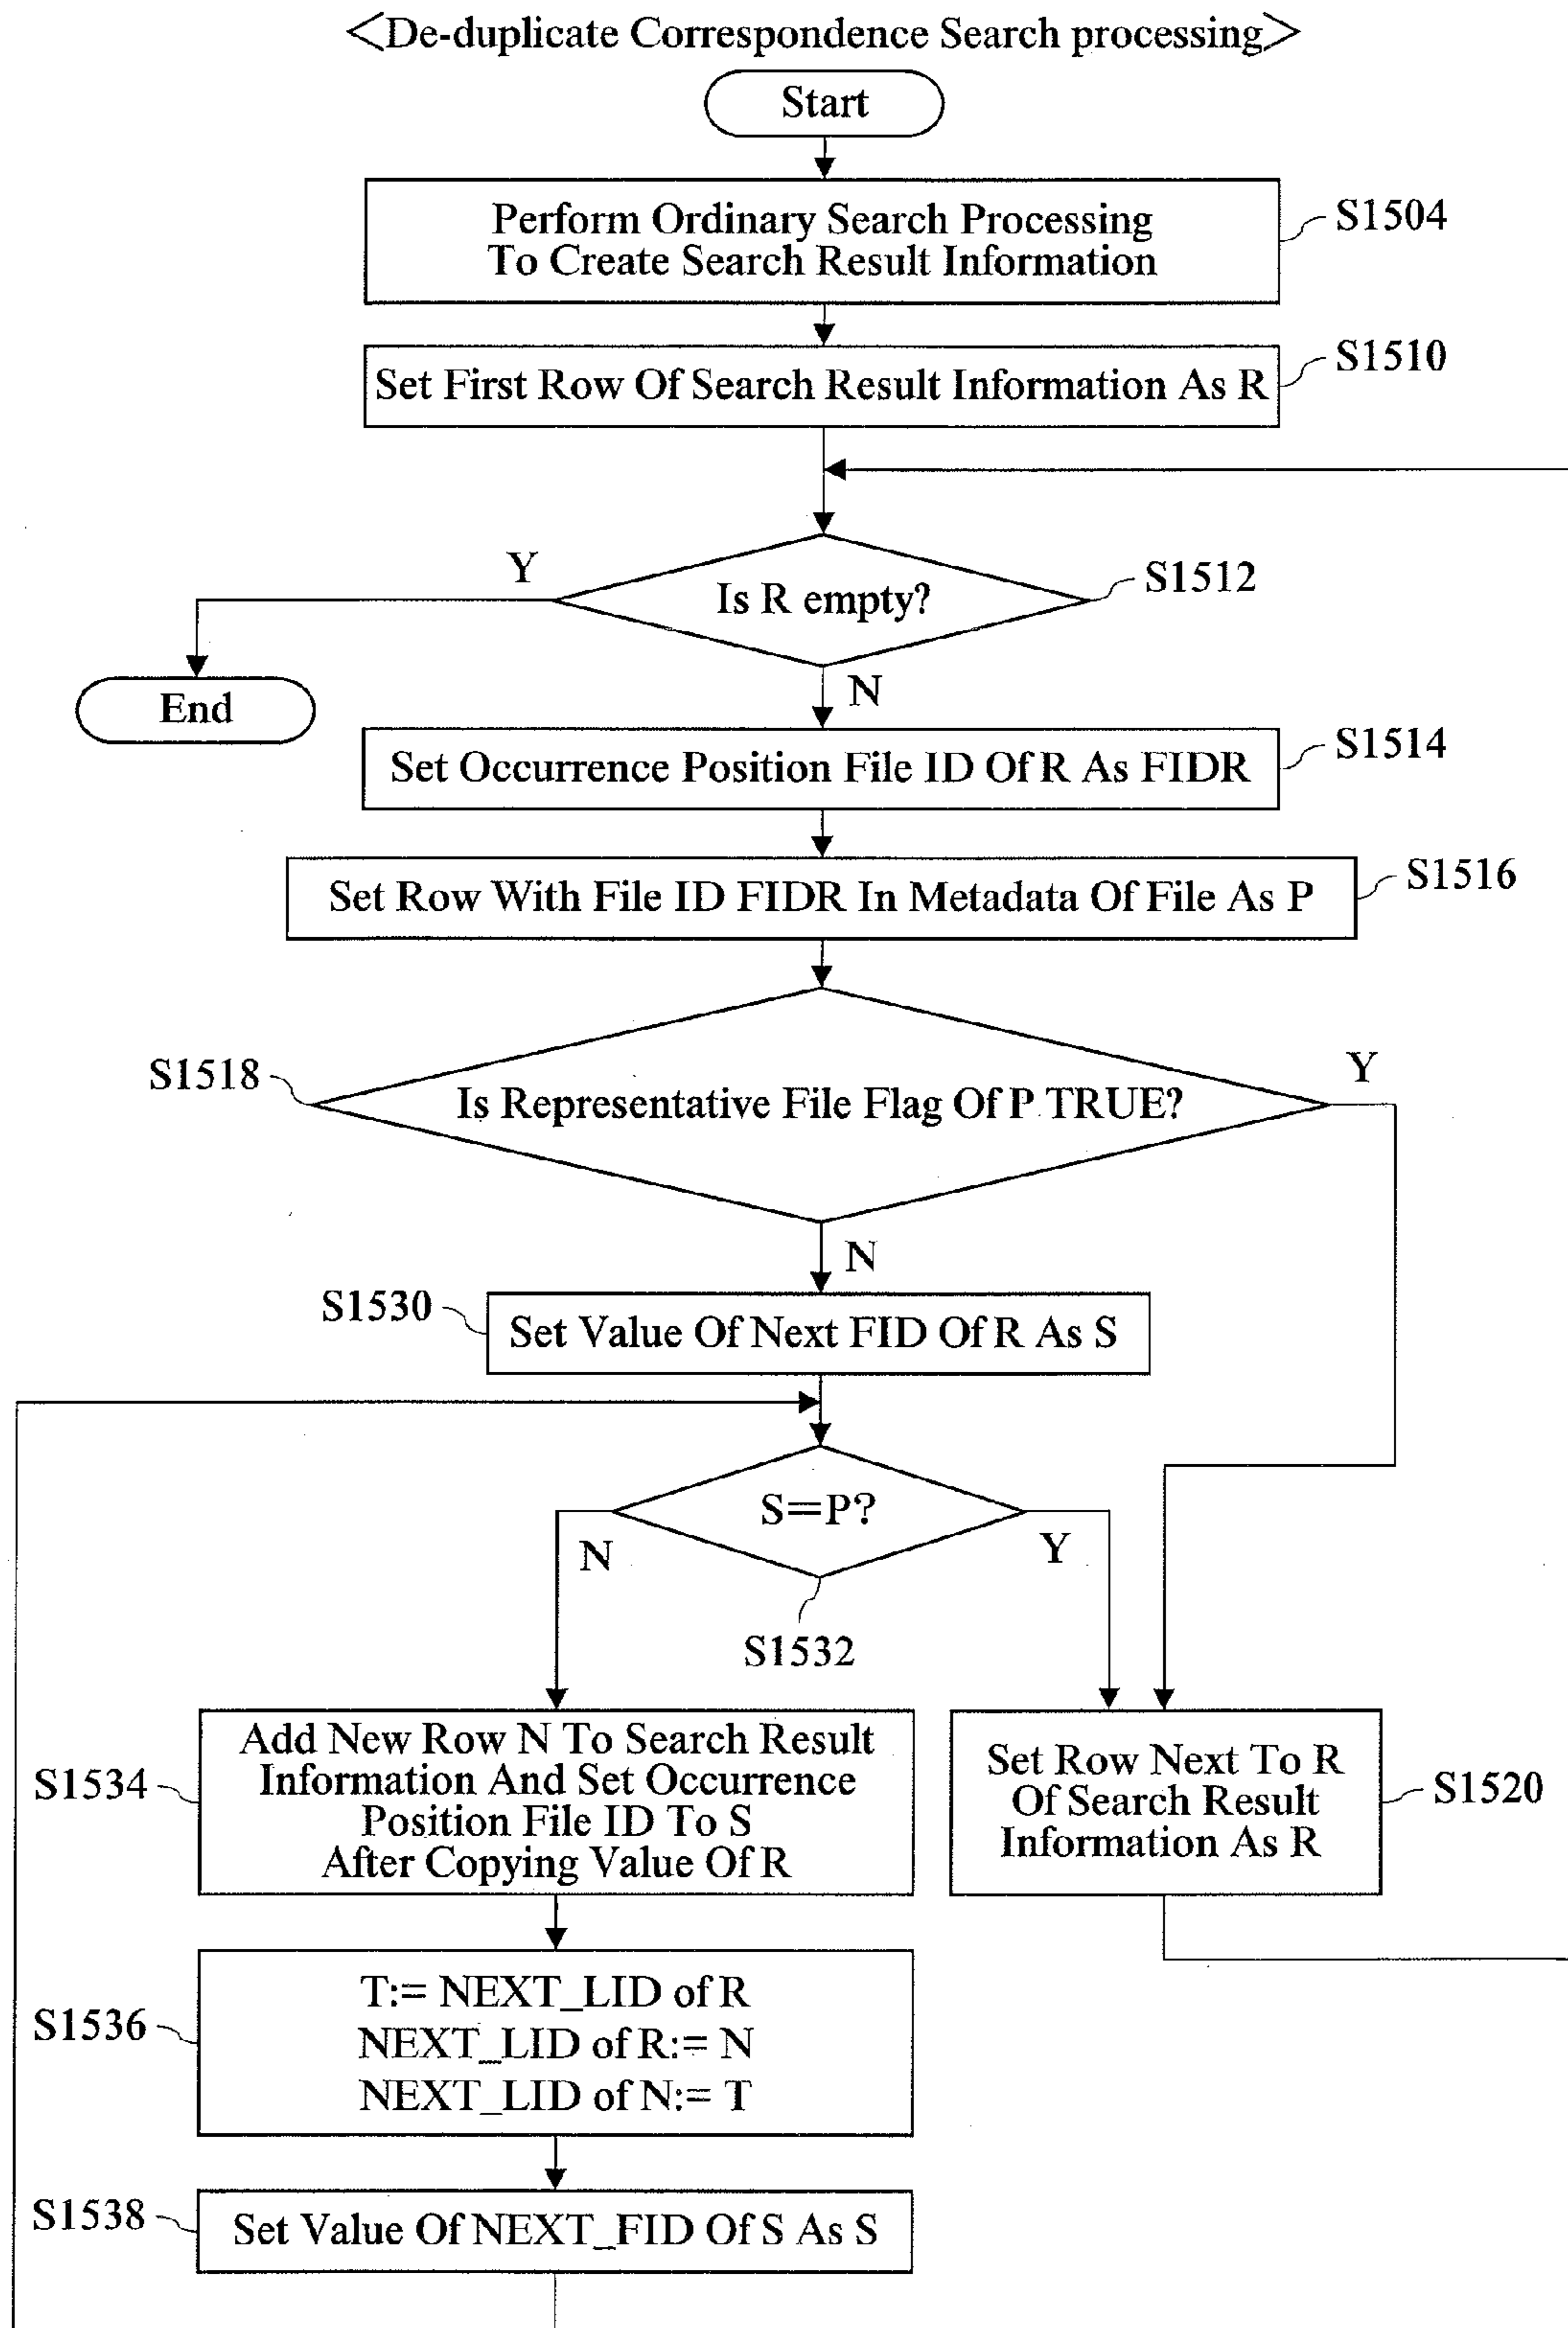 <De-duplicate Correspondence Search processing>
Start
Perform Ordinary Search Processing
To Create Search Result Information
S1504
Set First Row Of Search Result Information As R
S1510
Y
Is R empty?
S1512
End
N
Set Occurrence Position File ID Of R As FIDR
S1514
Set Row With File ID FIDR In Metadata Of File As P
S1516
S1518
Is Representative File Flag Of P TRUE?
Y
N
S1530
Set Value Of Next FID Of R As S
S=P?
N
Y
S1532
S1534
Add New Row N To Search Result
Information And Set Occurrence
Position File ID To S
After Copying Value Of R
Set Row Next To R
Of Search Result
Information As R
S1520
S1536
T:= NEXT_LID of R
NEXT_LID of R:= N
NEXT_LID of N:= T
S1538
Set Value Of NEXT_FID Of S As S